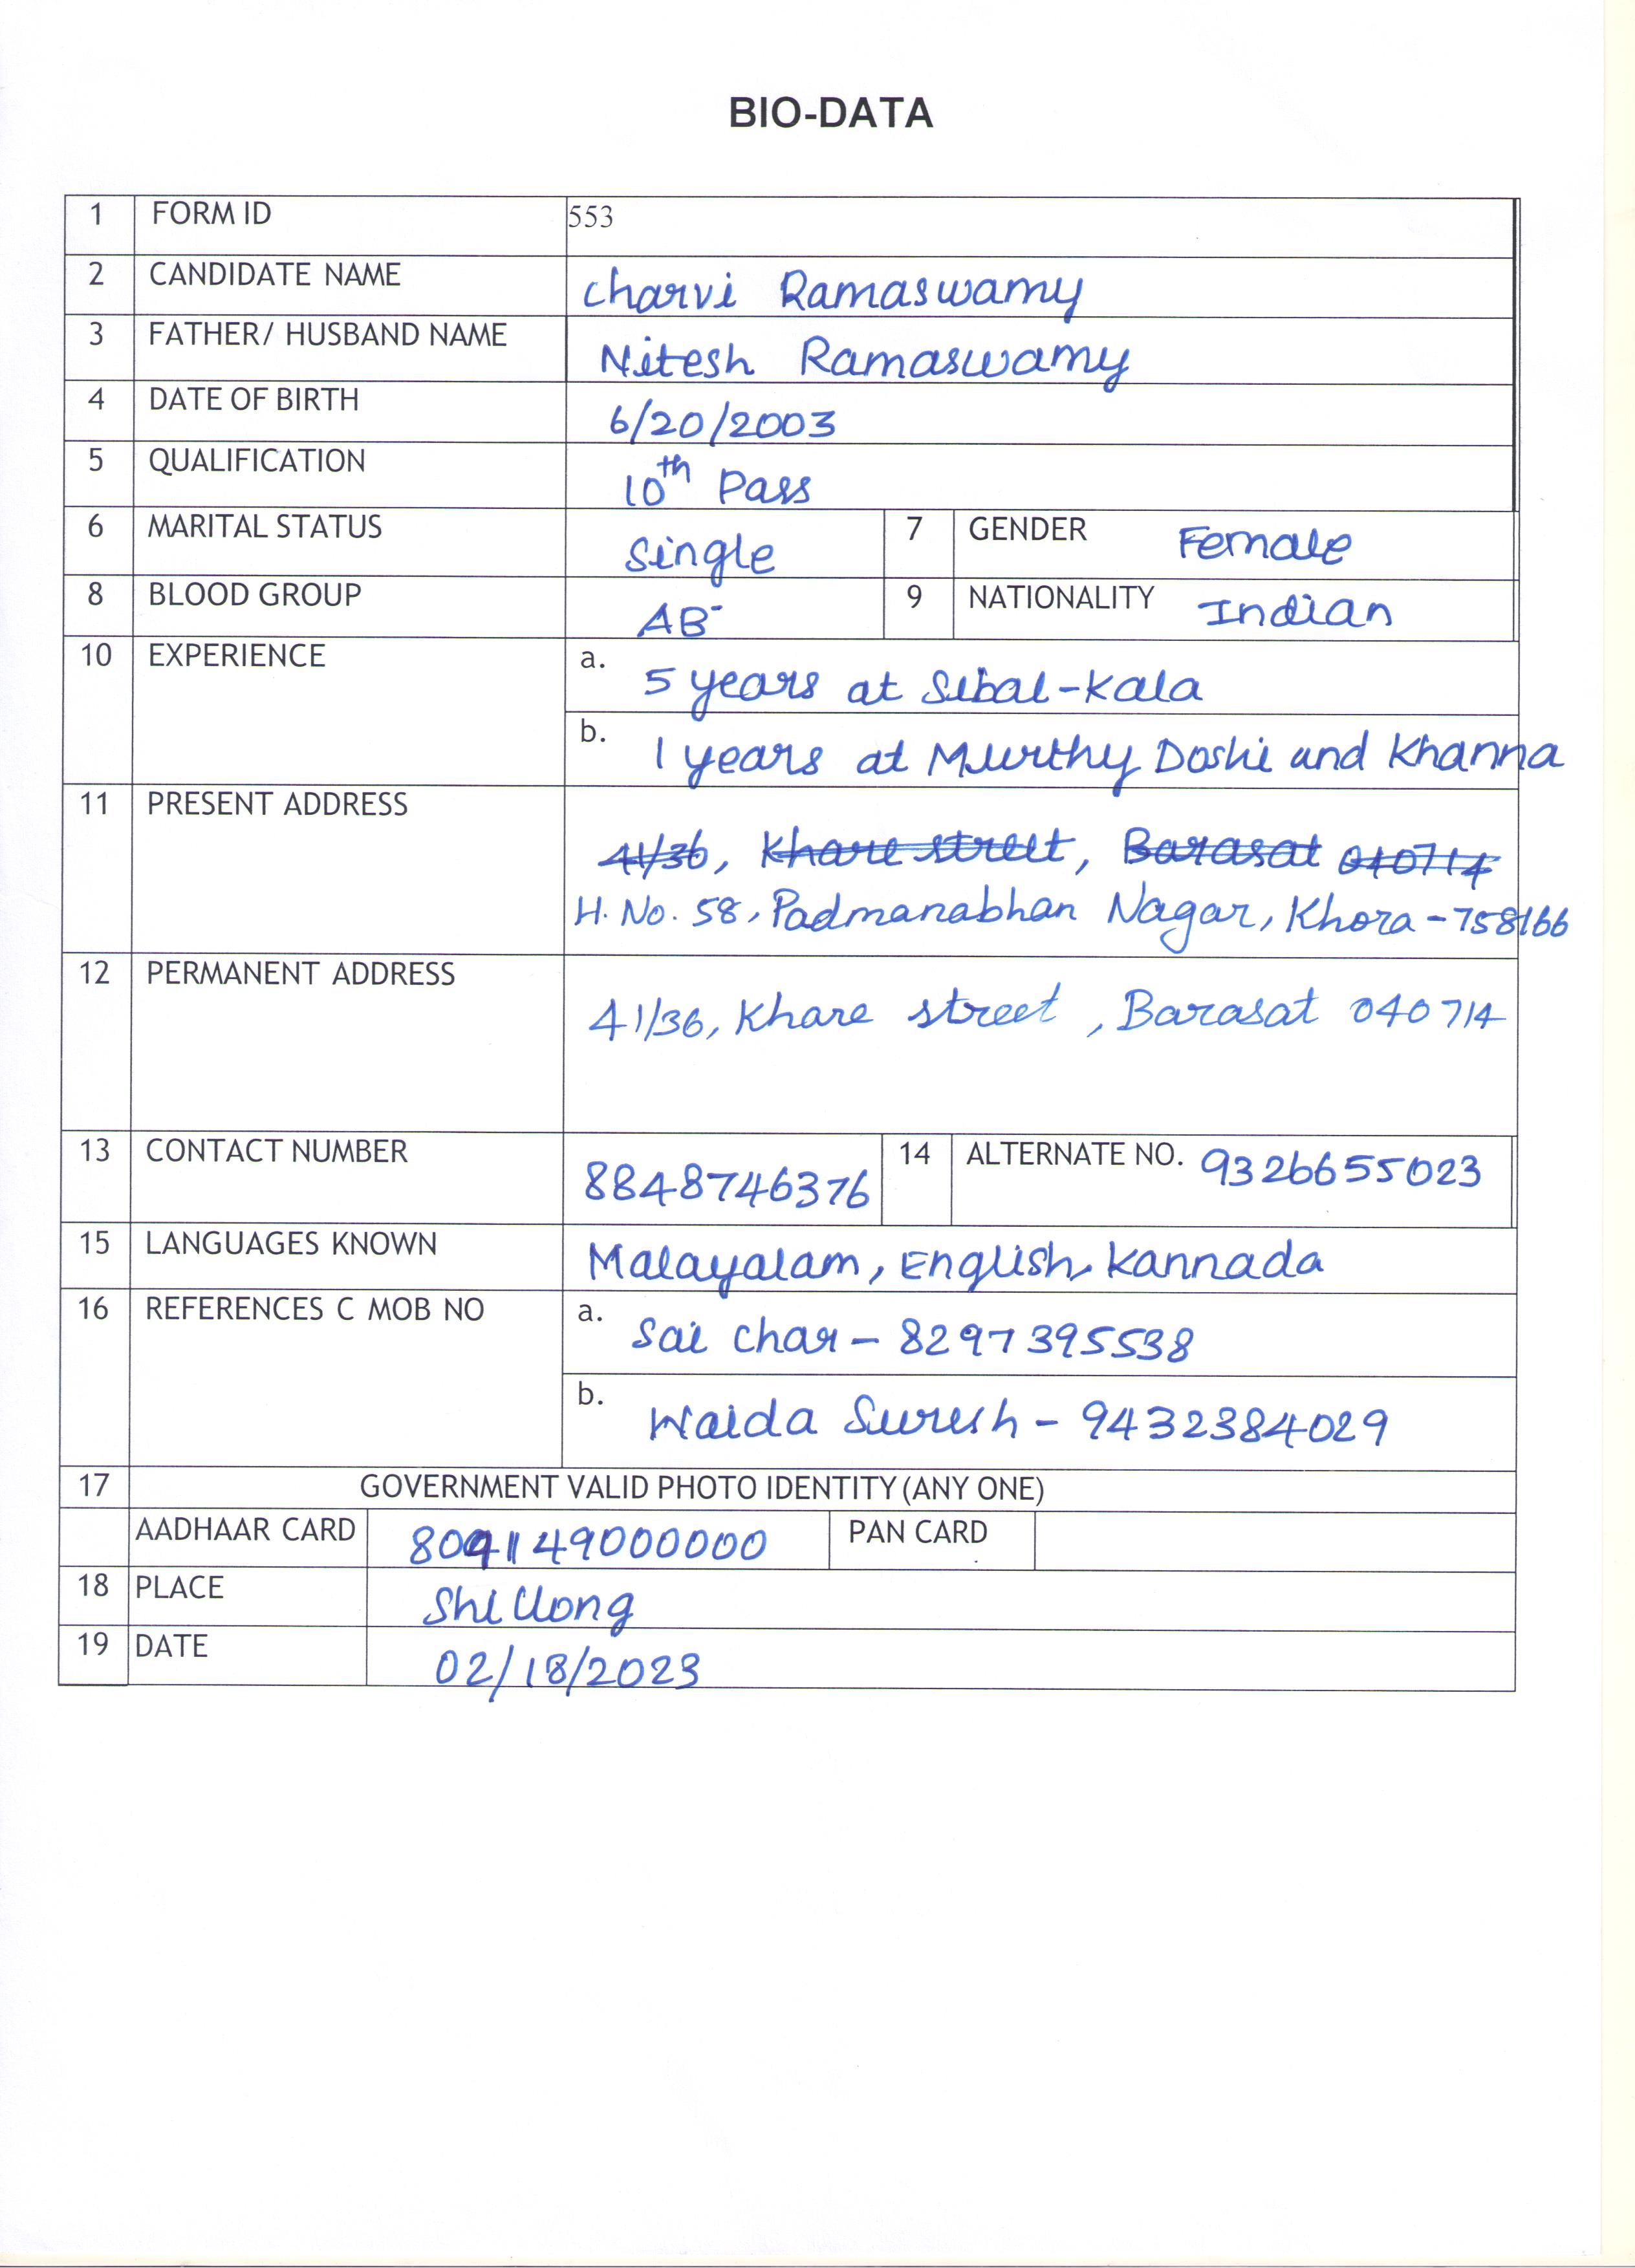 BIO-DATA
1 FORM ID 553
2 CANDIDATE NAME Charvi Ramaswamy
3 FATHER/ HUSBAND NAME Nitesh Ramaswamy
4 DATE OF BIRTH 6/20/2003
5 QUALIFICATION 10th Pass
6 MARITAL STATUS Single 7 GENDER Female
8 BLOOD GROUP AB- 9 NATIONALITY Indian
10 EXPERIENCE a. 5 years at Sibal-Kala
b. 1 years at Murthy Doshi and Khanna
11 PRESENT ADDRESS
41/36, Khare street, Barasat 040714
H. No. 58, Padmanabhan Nagar, Khora - 758166
12 PERMANENT ADDRESS
41/36, Khare street, Barasat 040714
13 CONTACT NUMBER 8848746376 14 ALTERNATE NO. 9326655023
15 LANGUAGES KNOWN Malayalam, English, Kannada
16 REFERENCES C MOB NO a. Sai Char - 8297395538
b. Waida Suresh - 9432384029
17 GOVERNMENT VALID PHOTO IDENTITY (ANY ONE)
AADHAAR CARD 809149000000 PAN CARD
18 PLACE Shillong
19 DATE 02/18/2023